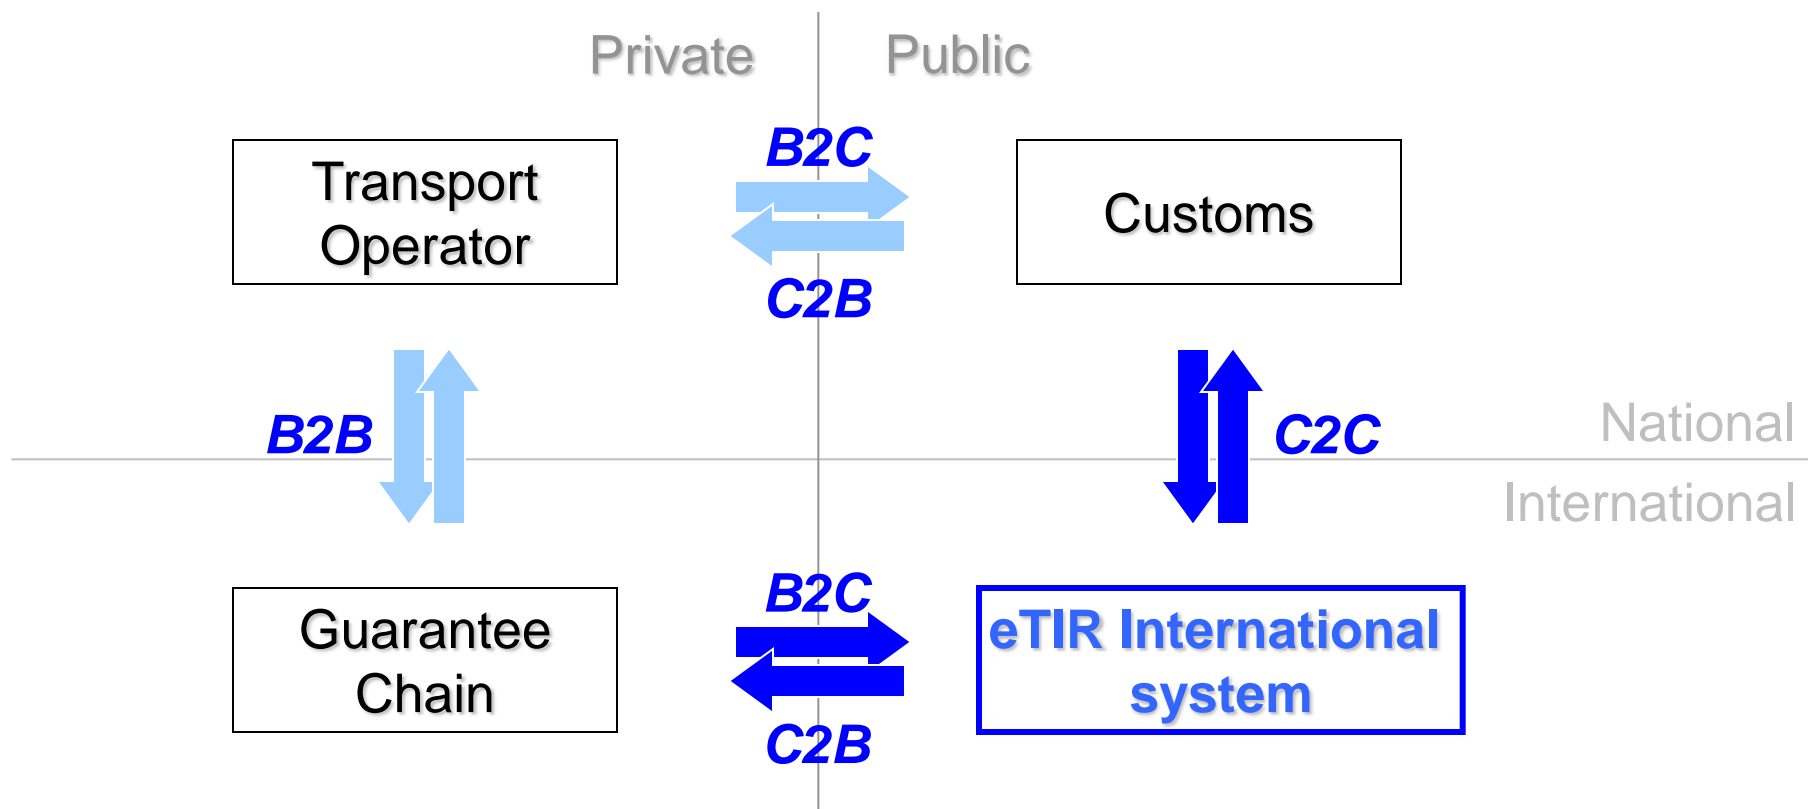 Private
Public
B2C
Transport
Operator
Customs
C2B
B2B
C2C
National
International
B2C
Guarantee
Chain
eTIR International
system
C2B